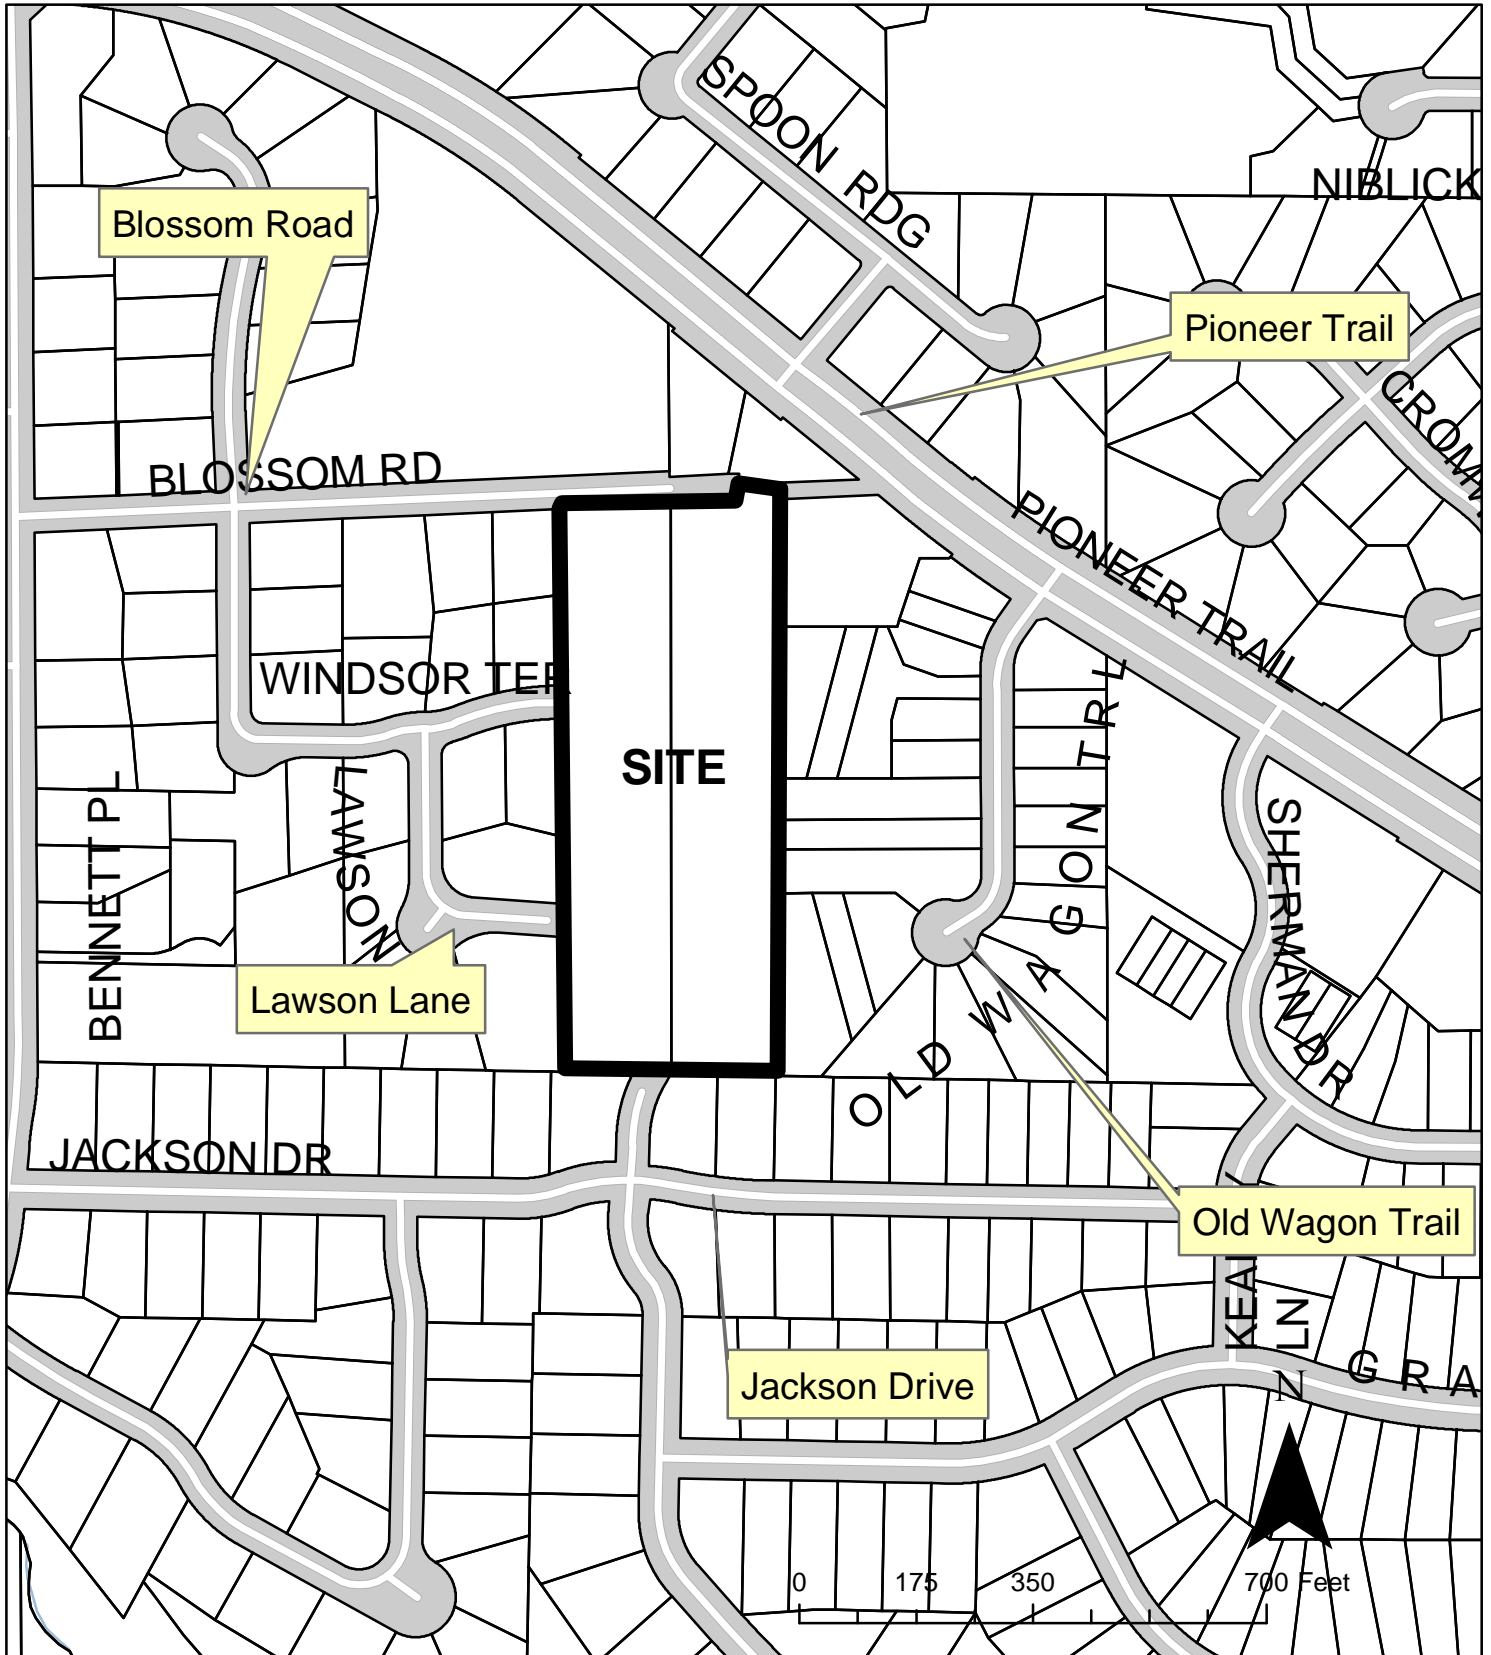 SPOON RDG
NIBLICK
Blossom Road
Pioneer Trail
CROM
BLOSSOM RD
PIONEER TRAIL
WINDSOR TER
SITE
LAWSON
BENNETT PL
OLD WAGON TRL
SHERMAN DR
Lawson Lane
JACKSON DR
Old Wagon Trail
KEA
LN
Jackson Drive
GRA
N
0 175 350 700 Feet